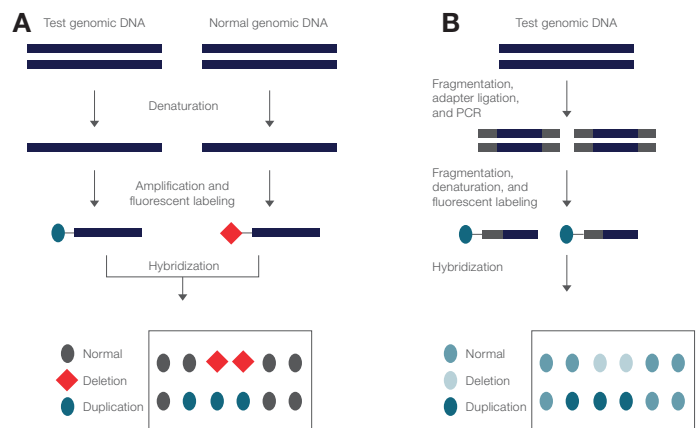 A
Test genomic DNA
Normal genomic DNA
Denaturation
Amplification and
fluorescent labeling
Hybridization
Normal
Deletion
Duplication
B
Test genomic DNA
Fragmentation,
adapter ligation,
and PCR
Fragmentation,
denaturation, and
fluorescent labeling
Hybridization
Normal
Deletion
Duplication